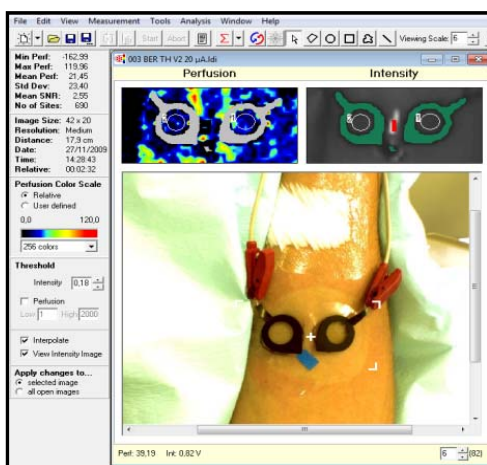 File Edit View Measurement Tools Analysis Window Help
Start Abort Viewing Scale: 6
003 BER TH V2 20 µA.ldi
Min Perf: -162,99
Max Perf: 119,96
Mean Perf: 21,45
Std Dev: 23,40
Mean SNR: 2,55
No of Sites: 690
Image Size: 42 x 20
Resolution: Medium
Distance: 17,9 cm
Date: 27/11/2009
Time: 14:28:43
Relative: 00:02:32
Perfusion Color Scale
Relative
User defined
0,0 120,0
256 colors
Threshold
Intensity 0,18
Perfusion
Low 1 High 2000
Interpolate
View Intensity Image
Apply changes to...
selected image
all open images
Perfusion Intensity
Perf: 39,19 Int: 0,82 V
6 (82)